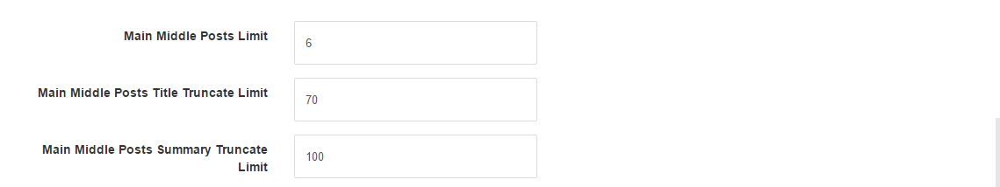 Main Middle Posts Limit
6
Main Middle Posts Title Truncate Limit
70
Main Middle Posts Summary Truncate
Limit
100